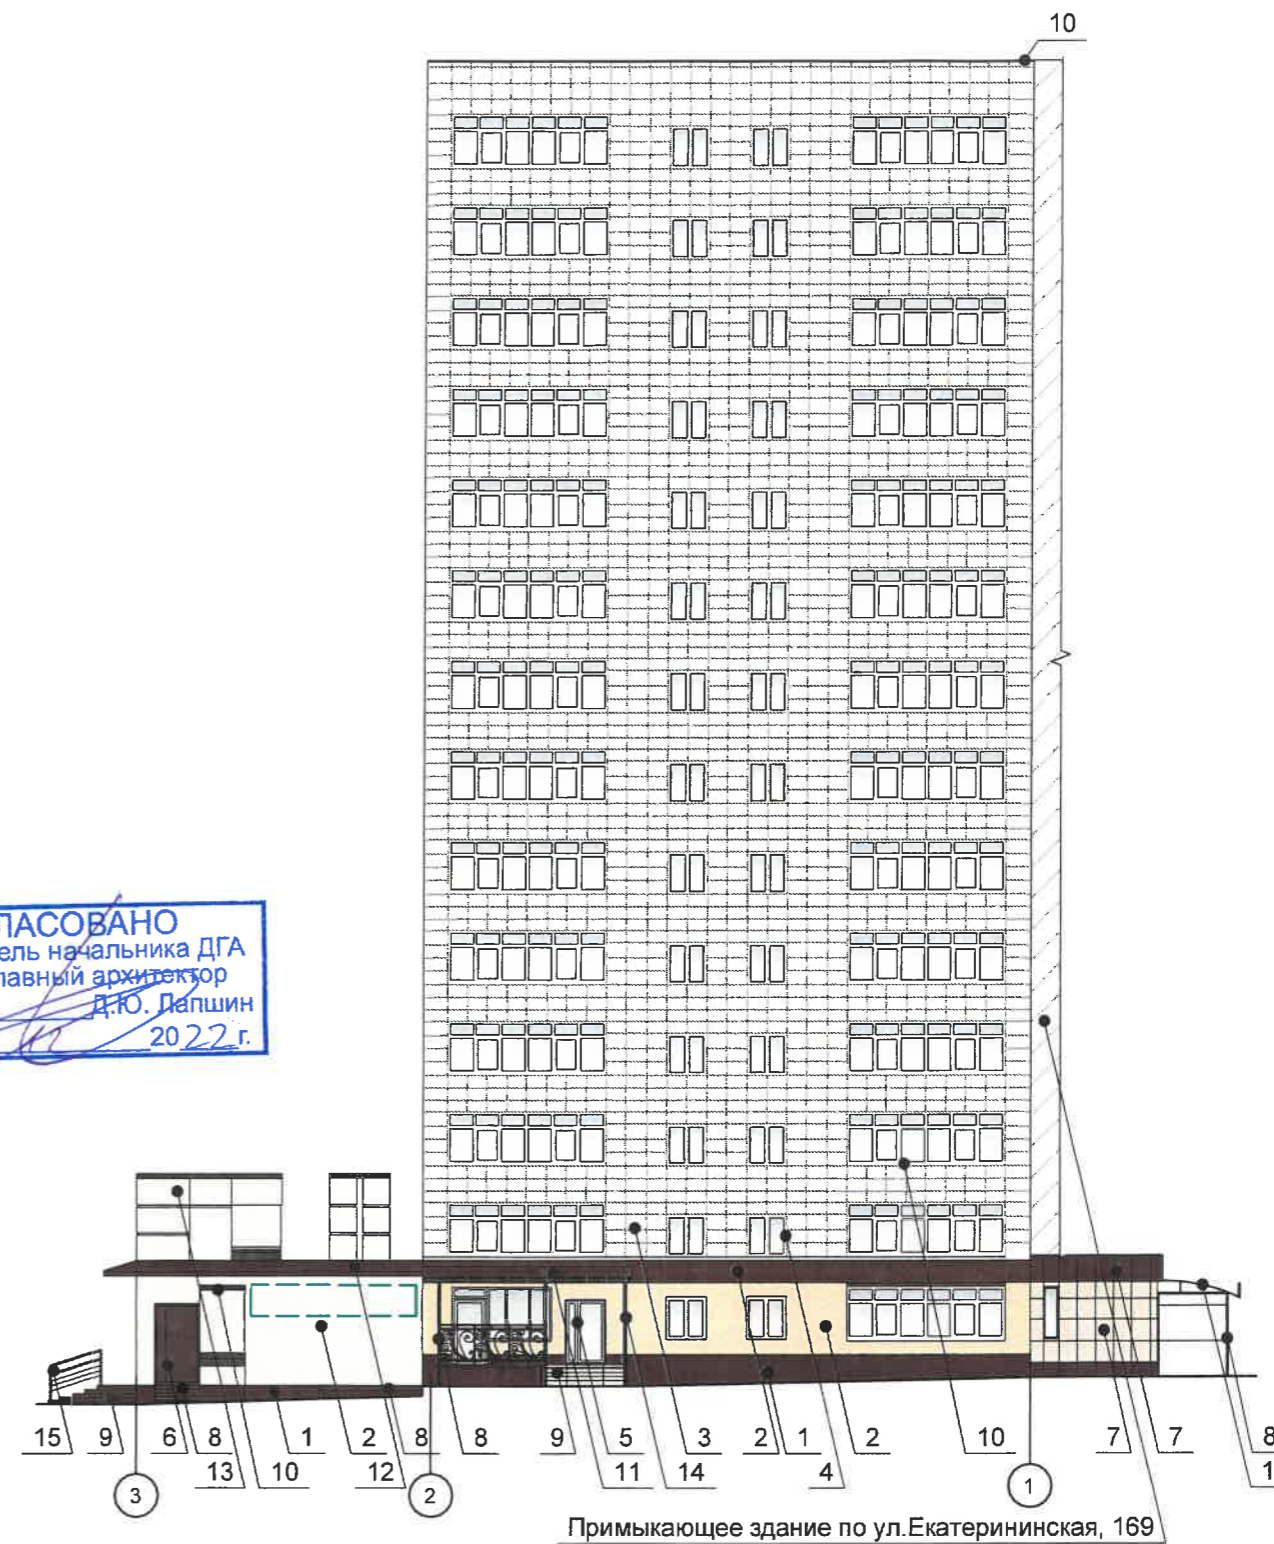 10
ЛАСОВАНО
ель начальника ДГА
лавный архитектор
Д.Ю. Лапшин
2022 г.
15 9 6 8 1 2 8 8 9 5 3 2 1 2 10 7 7 8
13 10 12 11 14 4 1
3 2 1
Примыкающее здание по ул.Екатерининская, 169